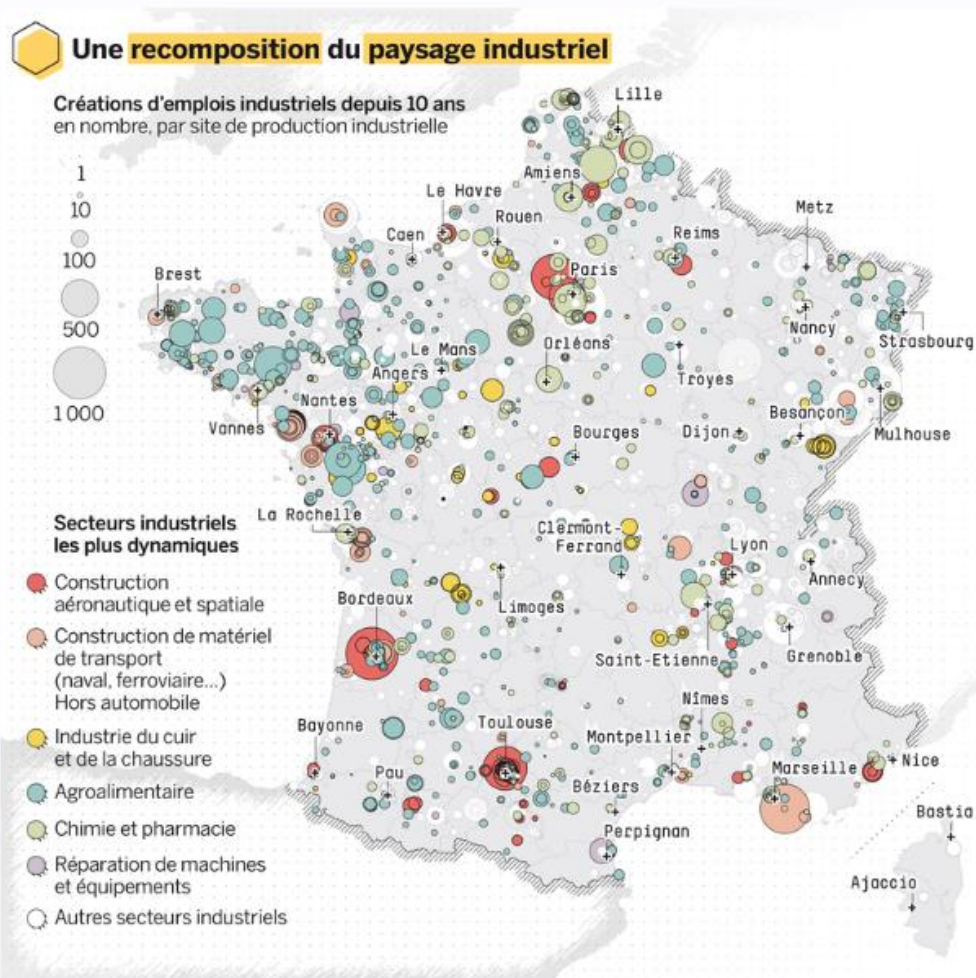 Une recomposition du paysage industriel
Créations d'emplois industriels depuis 10 ans
en nombre, par site de production industrielle
1
10
100
500
1 000
Lille
Amiens
Le Havre
Rouen
Metz
Caen
Reims
Brest
Paris
Nancy
Strasbourg
Le Mans
Orléans
Angers
Troyes
Nantes
Besançon
Vannes
Bourges
Dijon
Mulhouse
La Rochelle
Clermont-
Ferrand
Lyon
Annecy
Bordeaux
Limoges
Saint-Etienne
Grenoble
Nîmes
Bayonne
Toulouse
Montpellier
Pau
Béziers
Marseille
Nice
Perpignan
Bastia
Ajaccio
Secteurs industriels
les plus dynamiques
Construction
aéronautique et spatiale
Construction de matériel
de transport
(naval, ferroviaire...)
Hors automobile
Industrie du cuir
et de la chaussure
Agroalimentaire
Chimie et pharmacie
Réparation de machines
et équipements
Autres secteurs industriels